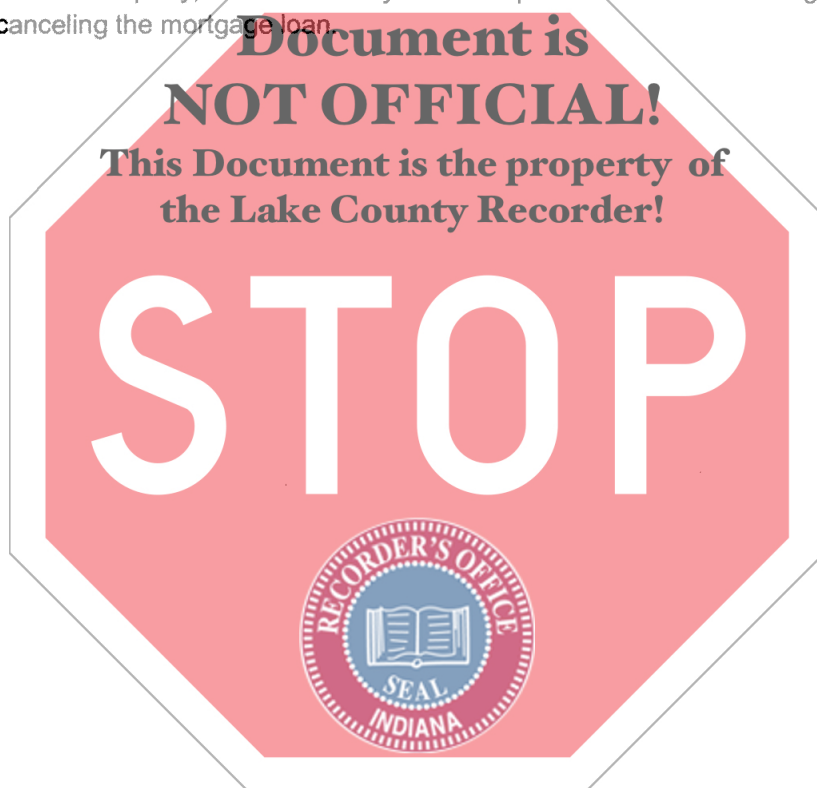 canceling the mortgage loan.
Document is
NOT OFFICIAL!
This Document is the property of
the Lake County Recorder!
STOP
RECORDER'S OFFICE
SEAL
INDIANA